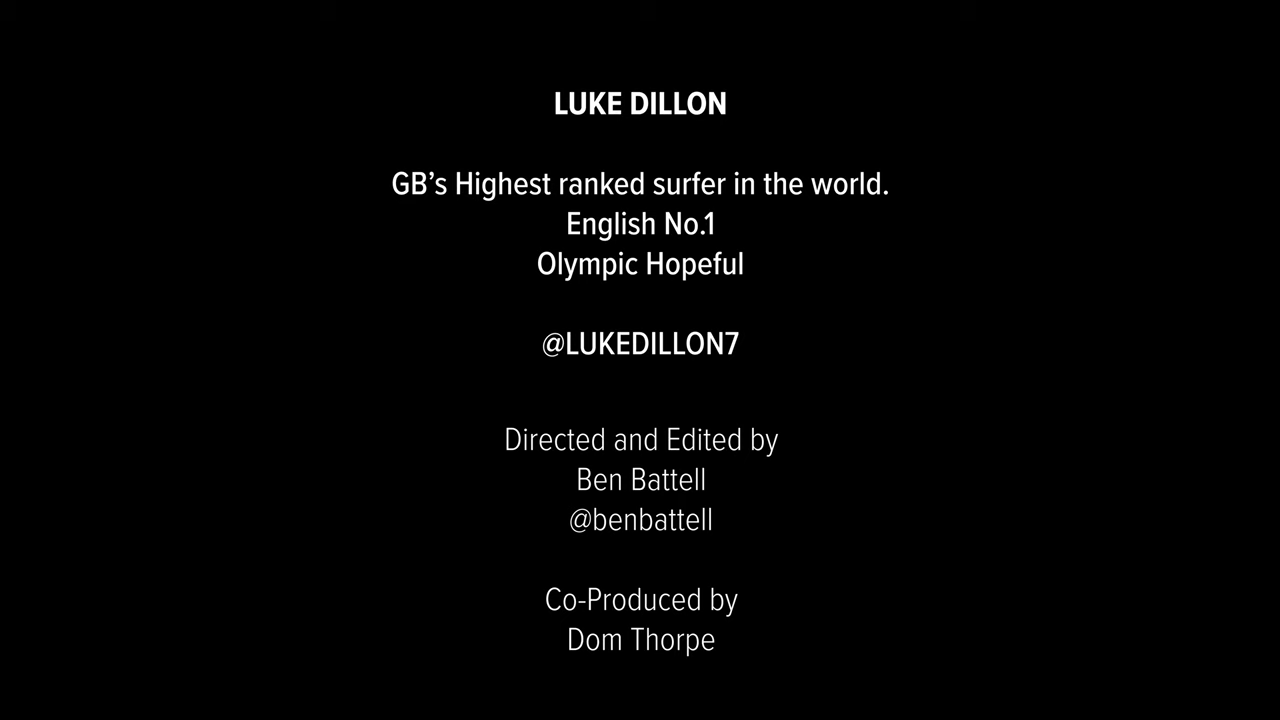 LUKE DILLON
GB’s Highest ranked surfer in the world.
English No.1
Olympic Hopeful
@LUKEDILLON7
Directed and Edited by
Ben Battell
@benbattell
Co-Produced by
Dom Thorpe